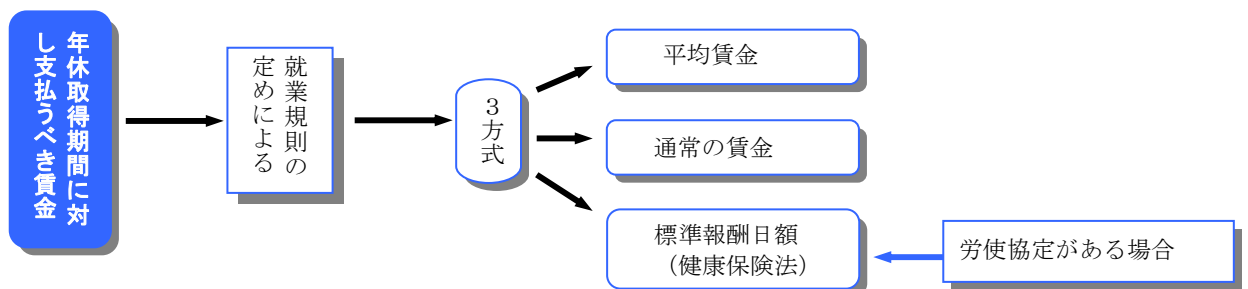 年休取得期間に対
し支払うべき賃金
就業規則の
定めによる
３方式
平均賃金
通常の賃金
標準報酬日額
（健康保険法）
労使協定がある場合